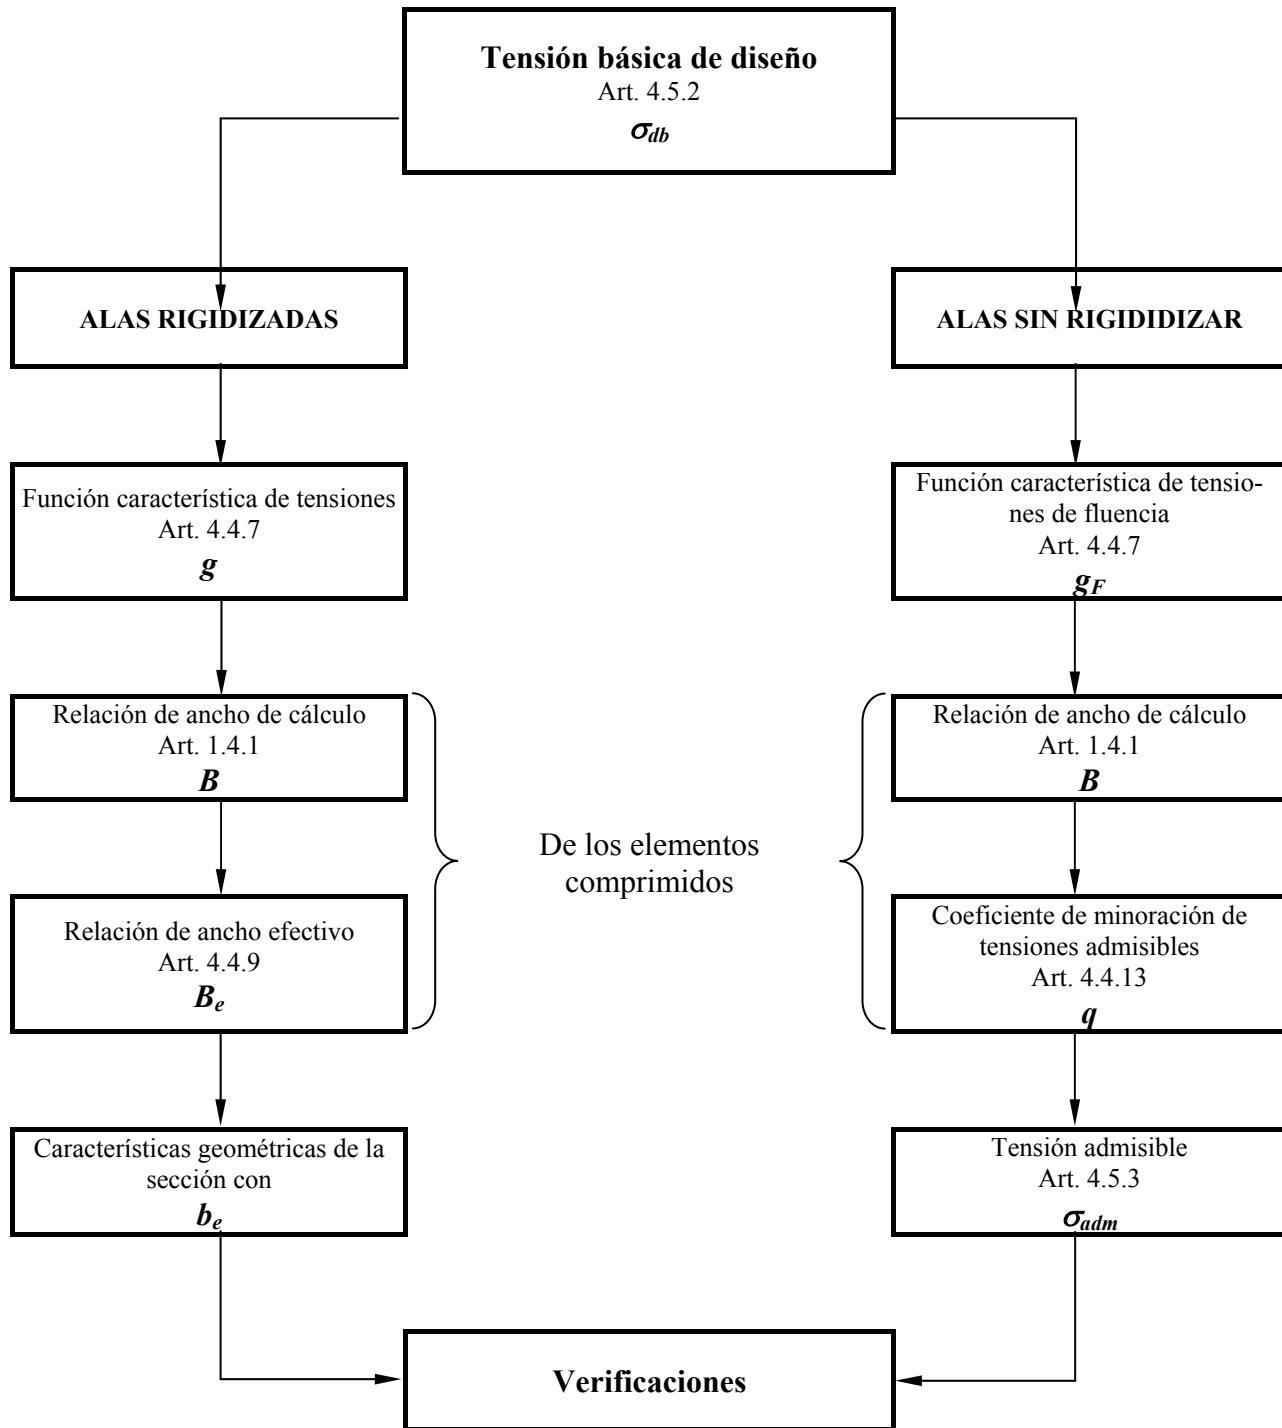 Tensión básica de diseño
Art. 4.5.2
σdb
ALAS RIGIDIZADAS
ALAS SIN RIGIDIDIZAR
Función característica de tensiones
Art. 4.4.7
g
Función característica de tensio-
nes de fluencia
Art. 4.4.7
gF
Relación de ancho de cálculo
Art. 1.4.1
B
Relación de ancho de cálculo
Art. 1.4.1
B
De los elementos
comprimidos
Relación de ancho efectivo
Art. 4.4.9
Be
Coeficiente de minoración de
tensiones admisibles
Art. 4.4.13
q
Características geométricas de la
sección con
be
Tensión admisible
Art. 4.5.3
σadm
Verificaciones